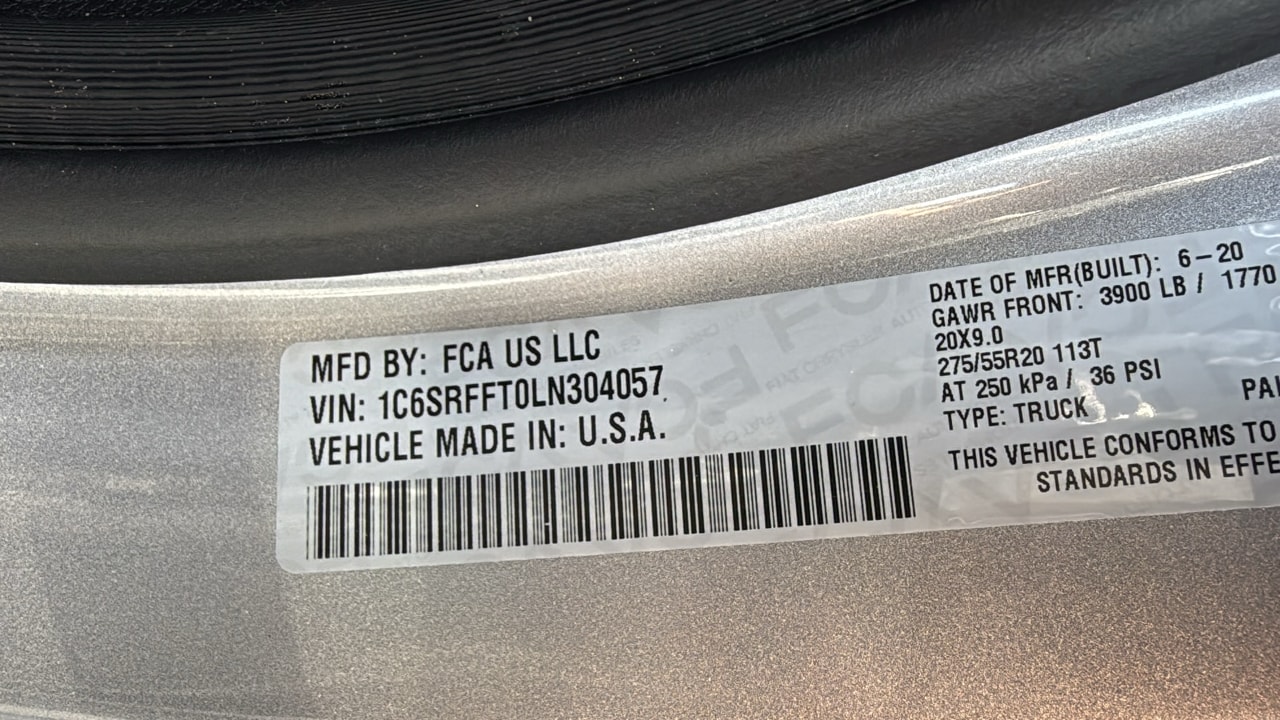 MFD BY: FCA US LLC
VIN: 1C6SRFFT0LN304057
VEHICLE MADE IN: U.S.A.
DATE OF MFR(BUILT): 6-20
GAWR FRONT: 3900 LB / 1770
20X9.0
275/55R20 113T
AT 250 kPa / 36 PSI
TYPE: TRUCK
THIS VEHICLE CONFORMS TO
STANDARDS IN EFFE